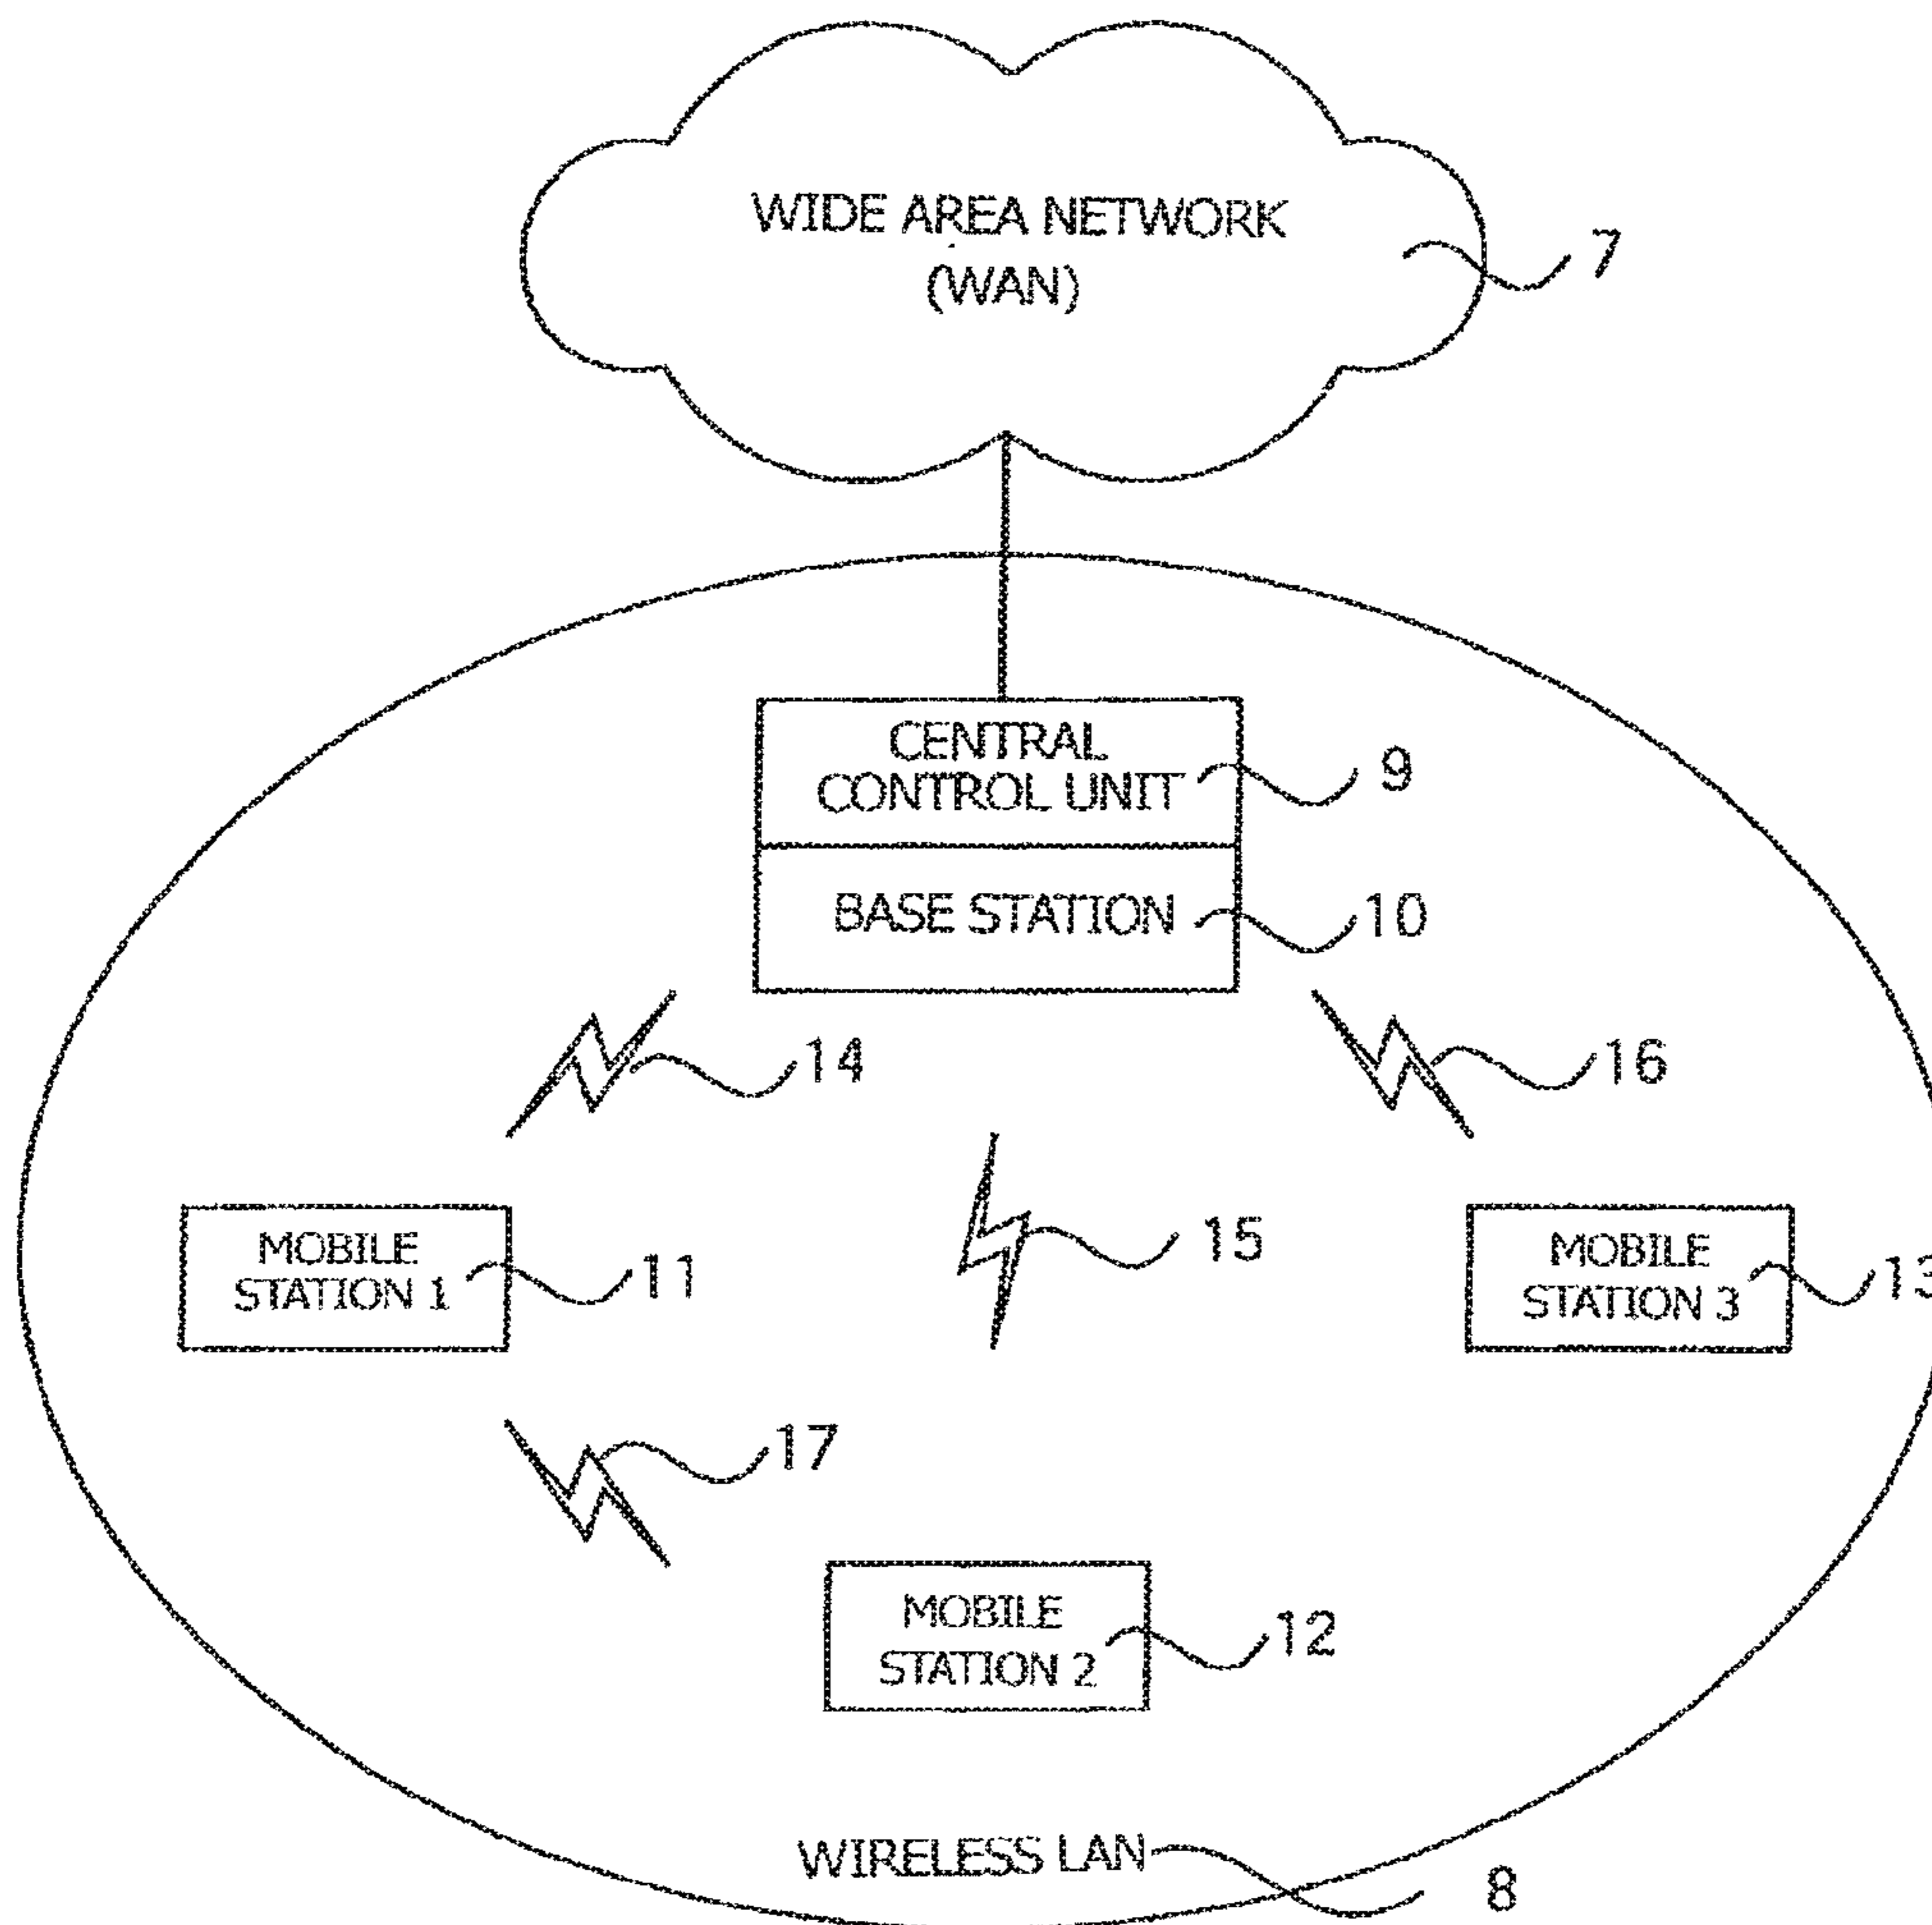 WIDE AREA NETWORK
(WAN)
7
CENTRAL
CONTROL UNIT
9
BASE STATION
10
14
16
15
MOBILE
STATION 1
11
MOBILE
STATION 3
13
17
MOBILE
STATION 2
12
WIRELESS LAN
8